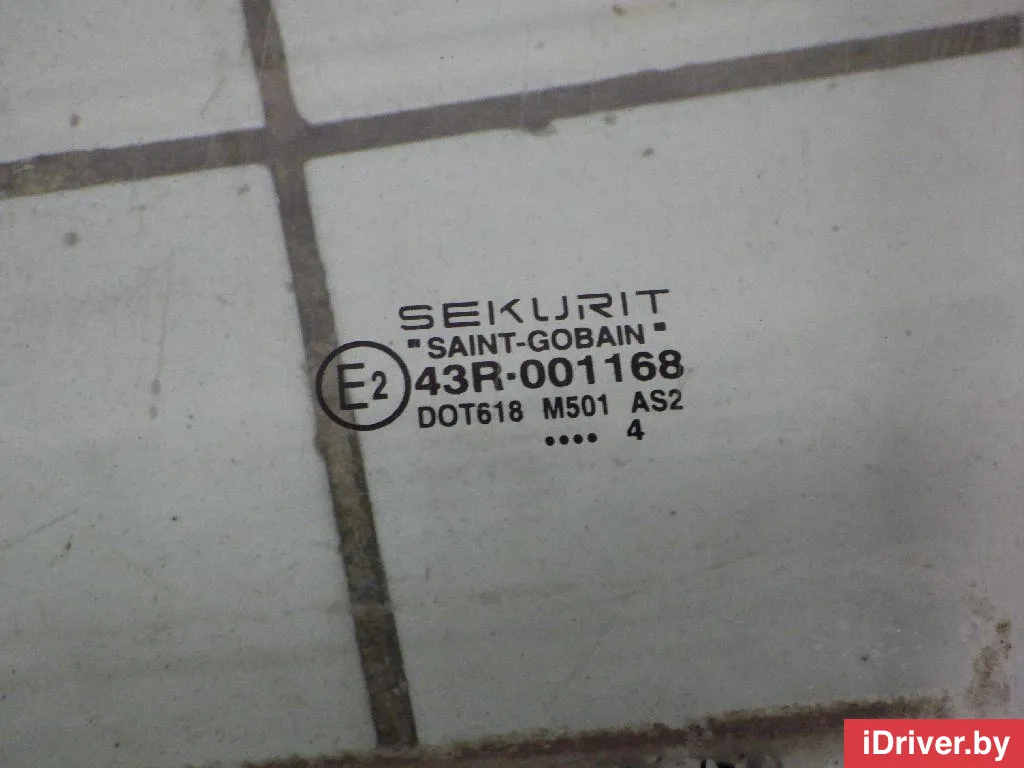 SEKURIT
"SAINT-GOBAIN"
E2 43R·001168
DOT618 M501 AS2
•••• 4
iDriver.by